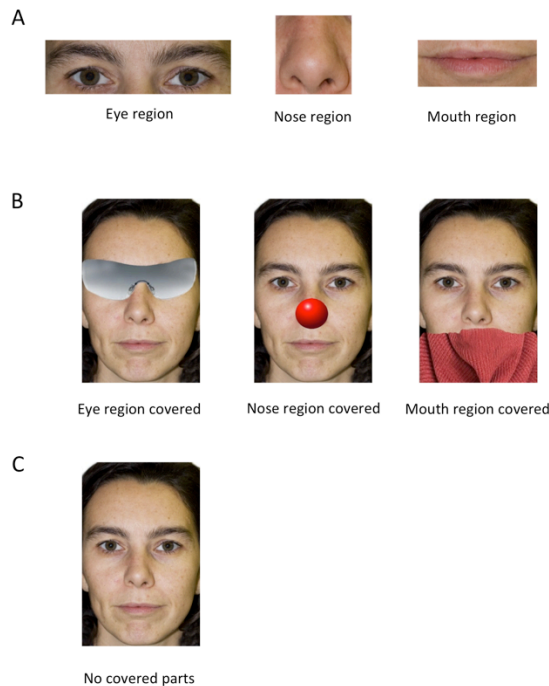 A
Eye region
Nose region
Mouth region
B
Eye region covered
Nose region covered
Mouth region covered
C
No covered parts